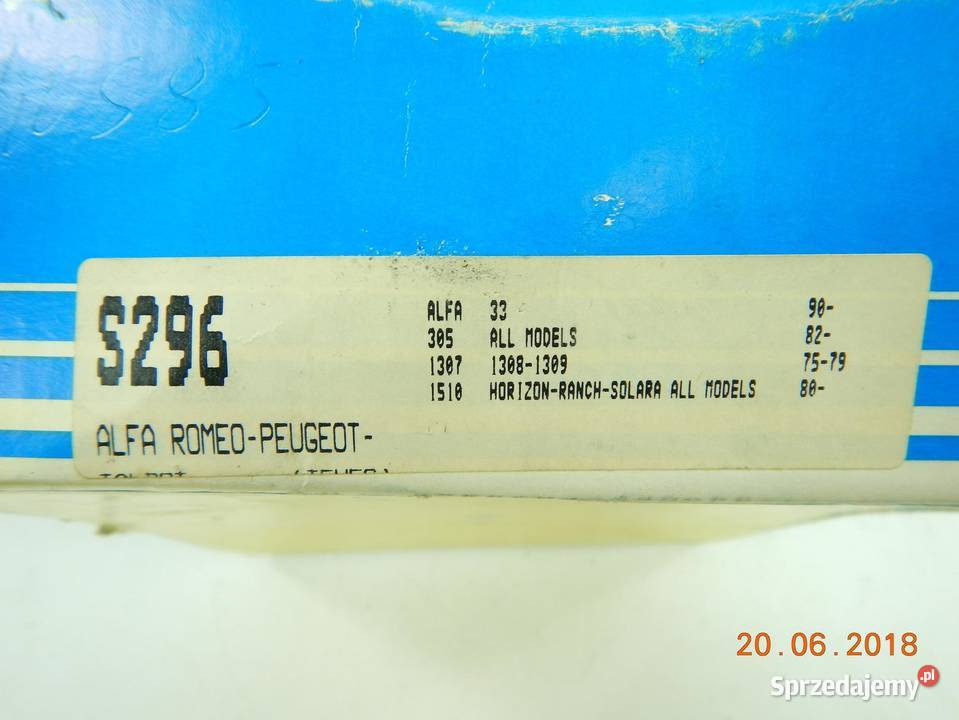 S296
ALFA ROMEO-PEUGEOT-
ALFA 33 90-
305 ALL MODELS 82-
1307 1308-1309 75-79
1510 HORIZON-RANCH-SOLARA ALL MODELS 80-
20.06.2018
Sprzedajemy.pl